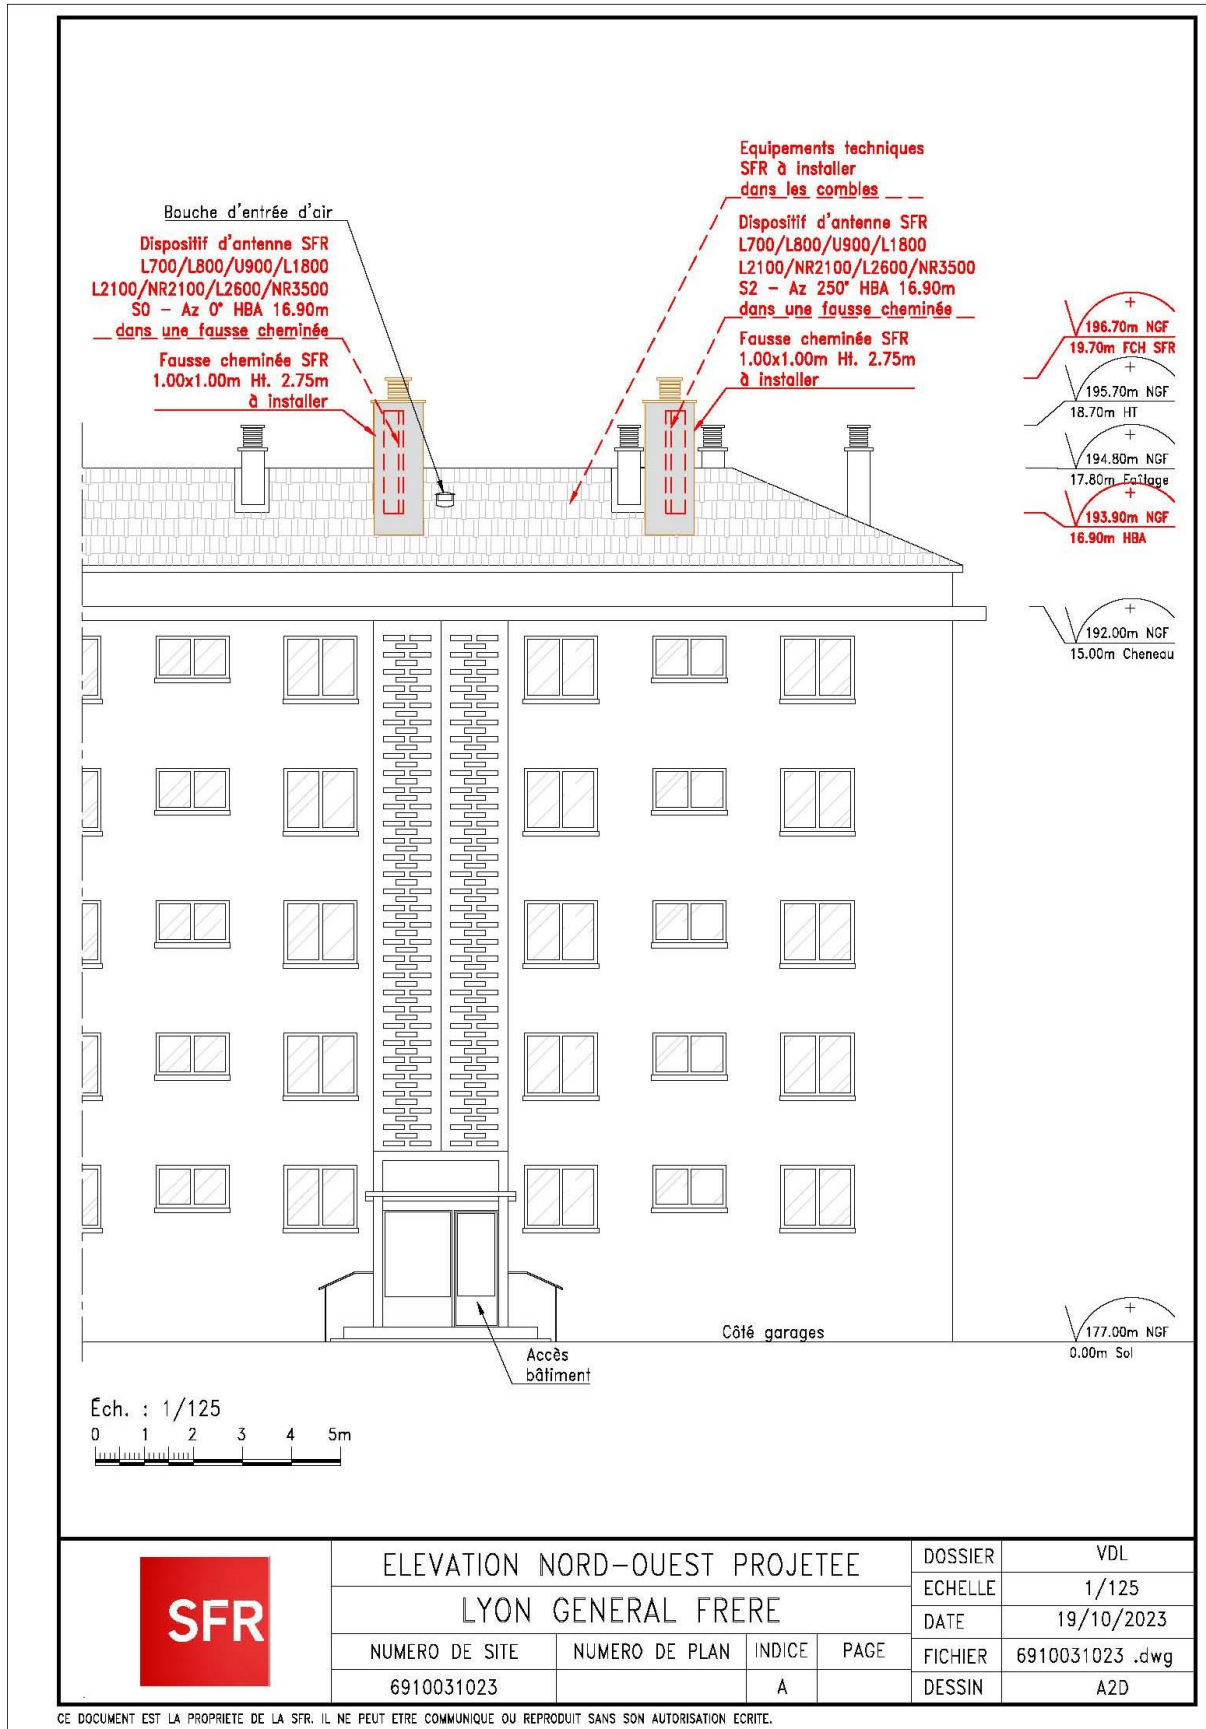 Equipements techniques
SFR à installer
dans les combles
Bouche d'entrée d'air
Dispositif d'antenne SFR
L700/L800/U900/L1800
L2100/NR2100/L2600/NR3500
S0 - Az 0° HBA 16.90m
dans une fausse cheminée
Fausse cheminée SFR
1.00x1.00m Ht. 2.75m
à installer
Dispositif d'antenne SFR
L700/L800/U900/L1800
L2100/NR2100/L2600/NR3500
S2 - Az 250° HBA 16.90m
dans une fausse cheminée
Fausse cheminée SFR
1.00x1.00m Ht. 2.75m
à installer
196.70m NGF
19.70m FCH SFR
195.70m NGF
18.70m HT
194.80m NGF
17.80m Faîtage
193.90m NGF
16.90m HBA
192.00m NGF
15.00m Cheneau
Côté garages
177.00m NGF
0.00m Sol
Accès
bâtiment
Éch. : 1/125
0 1 2 3 4 5m
SFR
ELEVATION NORD-OUEST PROJETEE
LYON GENERAL FRERE
NUMERO DE SITE NUMERO DE PLAN INDICE PAGE
6910031023 A
DOSSIER VDL
ECHELLE 1/125
DATE 19/10/2023
FICHIER 6910031023 .dwg
DESSIN A2D
CE DOCUMENT EST LA PROPRIETE DE LA SFR. IL NE PEUT ETRE COMMUNIQUE OU REPRODUIT SANS SON AUTORISATION ECRITE.